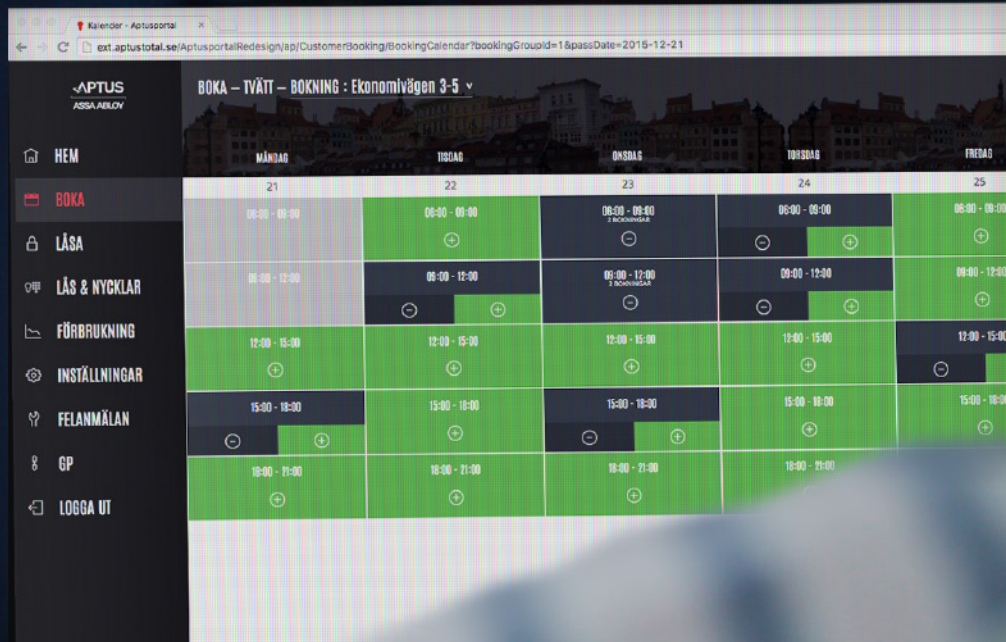 Kalender - Aptusportal
ext.aptustotal.se/AptusportalRedesign/ap/CustomerBooking/BookingCalendar?bookingGroupId=1&passDate=2015-12-21
APTUS
ASSA ABLOY
BOKA – TVÄTT – BOKNING : Ekonomivägen 3-5
HEM
BOKA
LÅSA
LÅS & NYCKLAR
FÖRBRUKNING
INSTÄLLNINGAR
FELANMÄLAN
GP
LOGGA UT
MÅNDAG TISDAG ONSDAG TORSDAG FREDAG
21 22 23 24 25
06:00 - 09:00 06:00 - 09:00 06:00 - 09:00 06:00 - 09:00 06:00 - 09:00
2 BOKNINGAR
09:00 - 12:00 09:00 - 12:00 09:00 - 12:00 09:00 - 12:00 09:00 - 12:00
2 BOKNINGAR
12:00 - 15:00 12:00 - 15:00 12:00 - 15:00 12:00 - 15:00 12:00 - 15:00
15:00 - 18:00 15:00 - 18:00 15:00 - 18:00 15:00 - 18:00 15:00 - 18:00
18:00 - 21:00 18:00 - 21:00 18:00 - 21:00 18:00 - 21:00